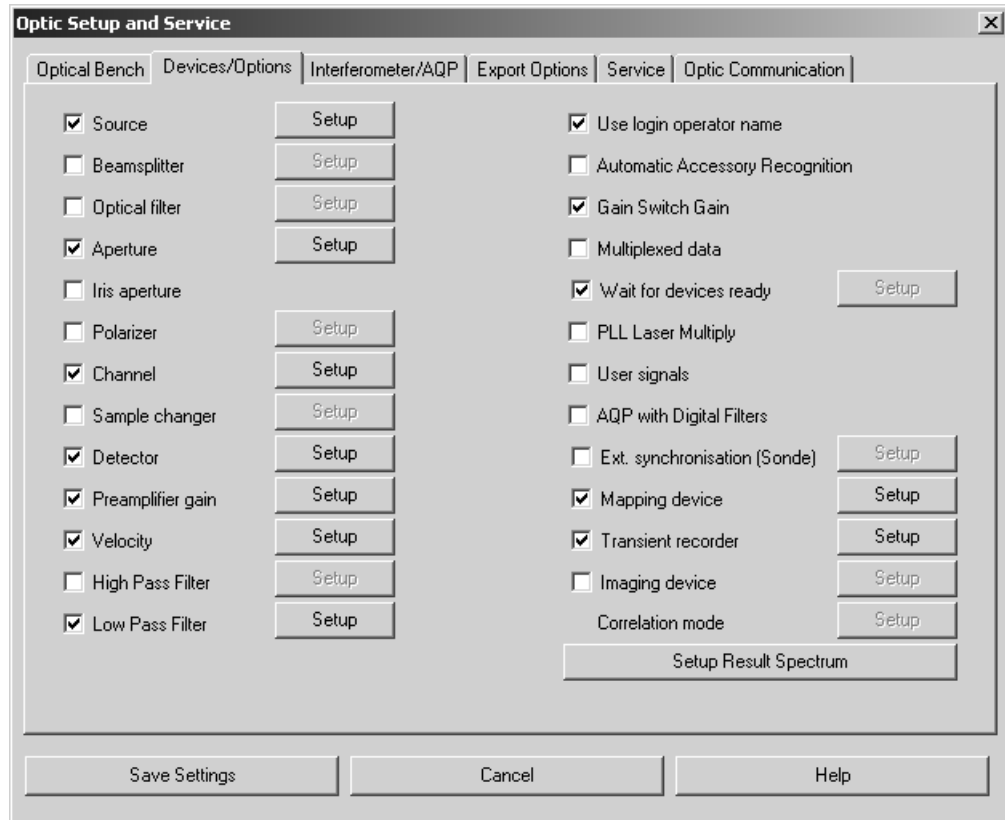 Optic Setup and Service
Optical Bench Devices/Options Interferometer/AQP Export Options Service Optic Communication
Source Setup Use login operator name
Beamsplitter Setup Automatic Accessory Recognition
Optical filter Setup Gain Switch Gain
Aperture Setup Multiplexed data
Iris aperture Wait for devices ready Setup
Polarizer Setup PLL Laser Multiply
Channel Setup User signals
Sample changer Setup AQP with Digital Filters
Detector Setup Ext. synchronisation (Sonde) Setup
Preamplifier gain Setup Mapping device Setup
Velocity Setup Transient recorder Setup
High Pass Filter Setup Imaging device Setup
Low Pass Filter Setup Correlation mode Setup
Setup Result Spectrum
Save Settings Cancel Help